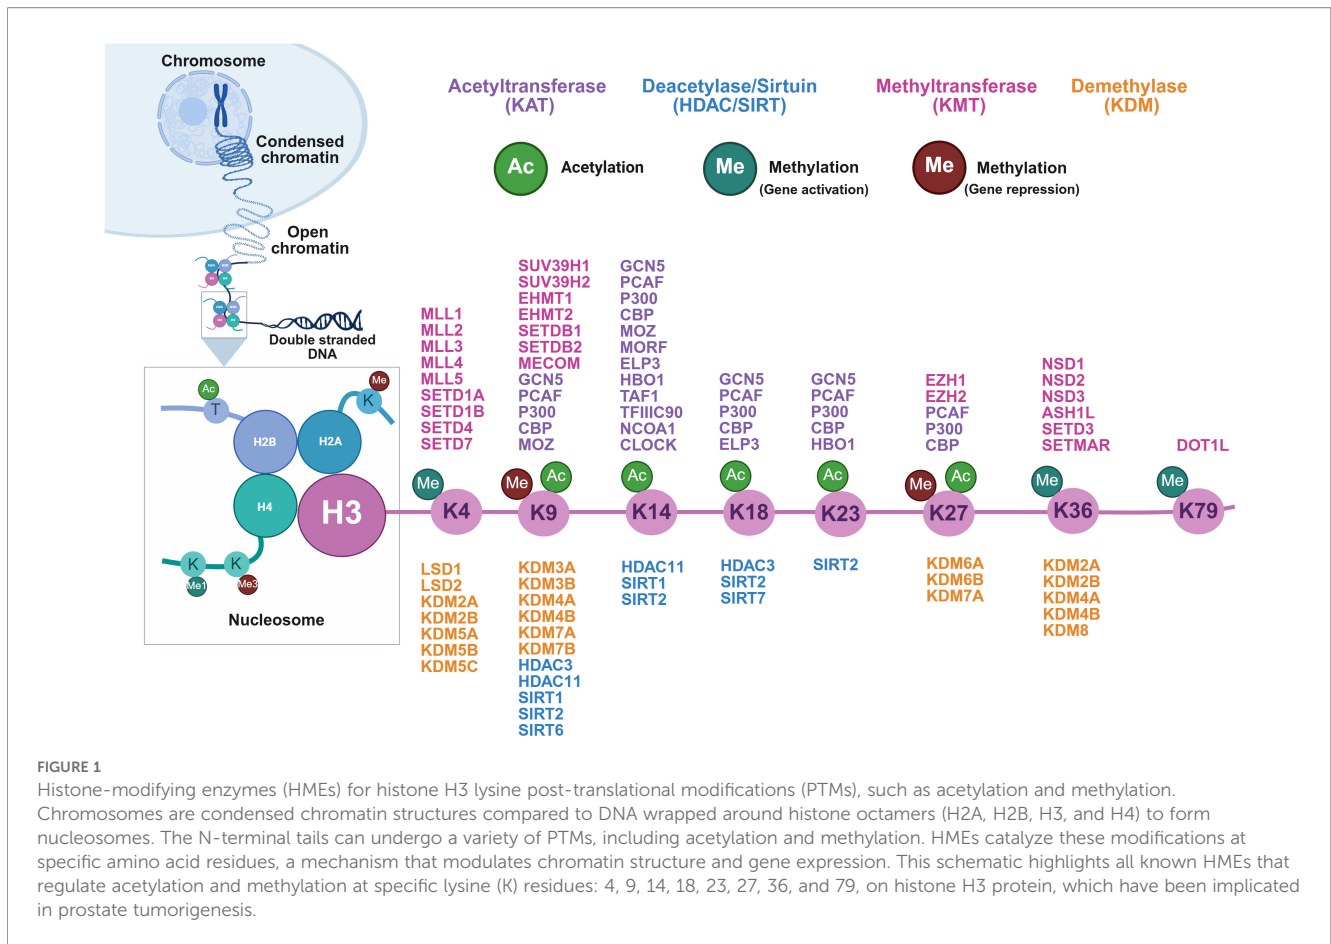 Chromosome
Condensed
chromatin
Open
chromatin
Double stranded
DNA
Acetyltransferase
(KAT)
Deacetylase/Sirtuin
(HDAC/SIRT)
Methyltransferase
(KMT)
Demethylase
(KDM)
Ac
Acetylation
Me
Methylation
(Gene activation)
Me
Methylation
(Gene repression)
Ac
T
Me
K
H2B
H2A
H4
H3
K
K
Me1
Me3
Nucleosome
MLL1
MLL2
MLL3
MLL4
MLL5
SETD1A
SETD1B
SETD4
SETD7
Me
K4
LSD1
LSD2
KDM2A
KDM2B
KDM5A
KDM5B
KDM5C
SUV39H1
SUV39H2
EHMT1
EHMT2
SETDB1
SETDB2
MECOM
GCN5
PCAF
P300
CBP
MOZ
Me
Ac
K9
KDM3A
KDM3B
KDM4A
KDM4B
KDM7A
KDM7B
HDAC3
HDAC11
SIRT1
SIRT2
SIRT6
GCN5
PCAF
P300
CBP
MOZ
MORF
ELP3
HBO1
TAF1
TFIIIC90
NCOA1
CLOCK
Ac
K14
HDAC11
SIRT1
SIRT2
GCN5
PCAF
P300
CBP
ELP3
Ac
K18
HDAC3
SIRT2
SIRT7
GCN5
PCAF
P300
CBP
HBO1
Ac
K23
SIRT2
EZH1
EZH2
PCAF
P300
CBP
Me
Ac
K27
KDM6A
KDM6B
KDM7A
NSD1
NSD2
NSD3
ASH1L
SETD3
SETMAR
Me
K36
KDM2A
KDM2B
KDM4A
KDM4B
KDM8
DOT1L
Me
K79
FIGURE 1
Histone-modifying enzymes (HMEs) for histone H3 lysine post-translational modifications (PTMs), such as acetylation and methylation.
Chromosomes are condensed chromatin structures compared to DNA wrapped around histone octamers (H2A, H2B, H3, and H4) to form
nucleosomes. The N-terminal tails can undergo a variety of PTMs, including acetylation and methylation. HMEs catalyze these modifications at
specific amino acid residues, a mechanism that modulates chromatin structure and gene expression. This schematic highlights all known HMEs that
regulate acetylation and methylation at specific lysine (K) residues: 4, 9, 14, 18, 23, 27, 36, and 79, on histone H3 protein, which have been implicated
in prostate tumorigenesis.